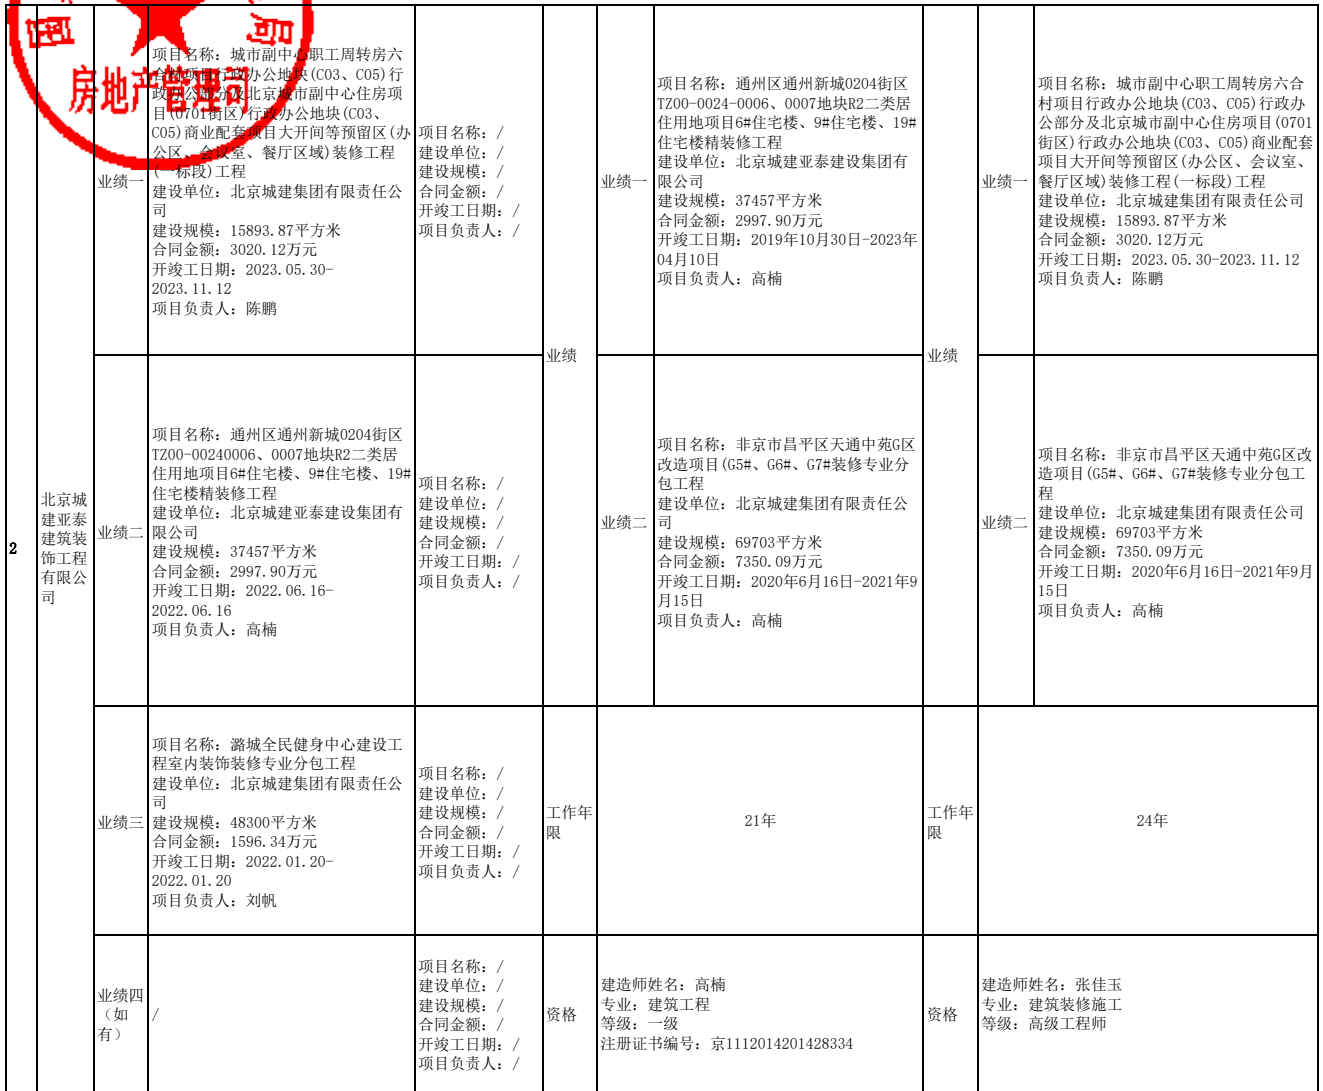 局
房地产管理司
2
北京城
建亚泰
建筑装
饰工程
有限公
司
业绩一
项目名称：城市副中心职工周转房六
合村项目行政办公地块(C03、C05)行
政办公部分及北京城市副中心住房项
目(0701街区)行政办公地块(C03、
C05)商业配套项目大开间等预留区(办
公区、会议室、餐厅区域)装修工程
(一标段)工程
建设单位：北京城建集团有限责任公
司
建设规模：15893.87平方米
合同金额：3020.12万元
开竣工日期：2023.05.30-
2023.11.12
项目负责人：陈鹏
项目名称：/
建设单位：/
建设规模：/
合同金额：/
开竣工日期：/
项目负责人：/
业绩
业绩一
项目名称：通州区通州新城0204街区
TZ00-0024-0006、0007地块R2二类居
住用地项目6#住宅楼、9#住宅楼、19#
住宅楼精装修工程
建设单位：北京城建亚泰建设集团有
限公司
建设规模：37457平方米
合同金额：2997.90万元
开竣工日期：2019年10月30日-2023年
04月10日
项目负责人：高楠
业绩
业绩一
项目名称：城市副中心职工周转房六合
村项目行政办公地块(C03、C05)行政办
公部分及北京城市副中心住房项目(0701
街区)行政办公地块(C03、C05)商业配套
项目大开间等预留区(办公区、会议室、
餐厅区域)装修工程(一标段)工程
建设单位：北京城建集团有限责任公司
建设规模：15893.87平方米
合同金额：3020.12万元
开竣工日期：2023.05.30-2023.11.12
项目负责人：陈鹏
业绩二
项目名称：通州区通州新城0204街区
TZ00-00240006、0007地块R2二类居
住用地项目6#住宅楼、9#住宅楼、19#
住宅楼精装修工程
建设单位：北京城建亚泰建设集团有
限公司
建设规模：37457平方米
合同金额：2997.90万元
开竣工日期：2022.06.16-
2022.06.16
项目负责人：高楠
项目名称：/
建设单位：/
建设规模：/
合同金额：/
开竣工日期：/
项目负责人：/
业绩二
项目名称：非京市昌平区天通中苑G区
改造项目(G5#、G6#、G7#装修专业分
包工程
建设单位：北京城建集团有限责任公
司
建设规模：69703平方米
合同金额：7350.09万元
开竣工日期：2020年6月16日-2021年9
月15日
项目负责人：高楠
业绩二
项目名称：非京市昌平区天通中苑G区改
造项目(G5#、G6#、G7#装修专业分包工
程
建设单位：北京城建集团有限责任公司
建设规模：69703平方米
合同金额：7350.09万元
开竣工日期：2020年6月16日-2021年9月
15日
项目负责人：高楠
业绩三
项目名称：潞城全民健身中心建设工
程室内装饰装修专业分包工程
建设单位：北京城建集团有限责任公
司
建设规模：48300平方米
合同金额：1596.34万元
开竣工日期：2022.01.20-
2022.01.20
项目负责人：刘帆
项目名称：/
建设单位：/
建设规模：/
合同金额：/
开竣工日期：/
项目负责人：/
工作年
限
21年
工作年
限
24年
业绩四
（如
有）
/
项目名称：/
建设单位：/
建设规模：/
合同金额：/
开竣工日期：/
项目负责人：/
资格
建造师姓名：高楠
专业：建筑工程
等级：一级
注册证书编号：京1112014201428334
资格
建造师姓名：张佳玉
专业：建筑装修施工
等级：高级工程师